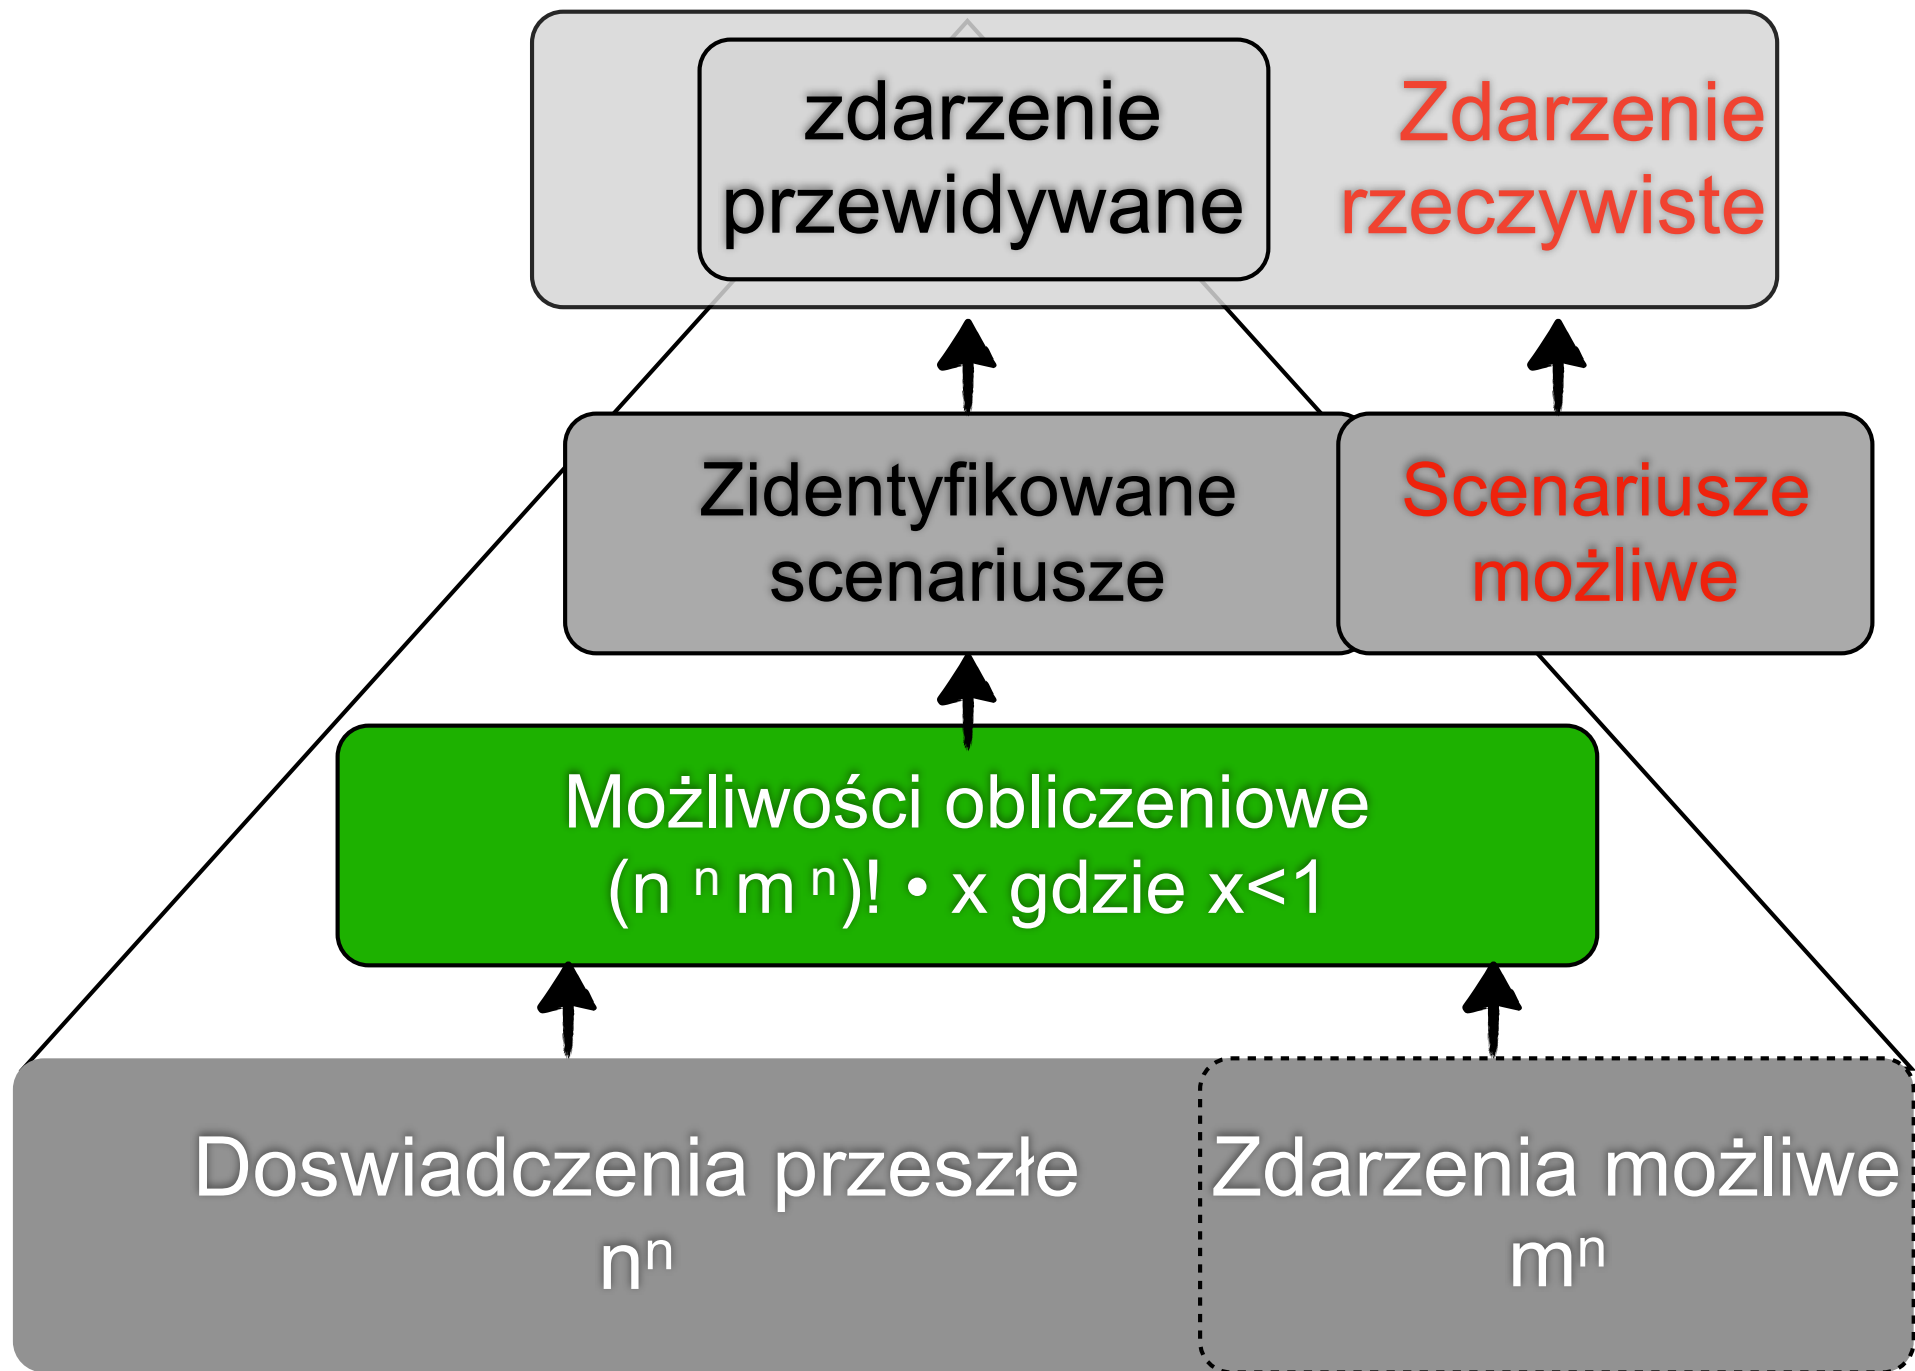 zdarzenie
przewidywane
Zdarzenie
rzeczywiste
Zidentyfikowane
scenariusze
Scenariusze
możliwe
Możliwości obliczeniowe
(n ⁿ m ⁿ)! • x gdzie x<1
Doswiadczenia przeszłe
nⁿ
Zdarzenia możliwe
mⁿ